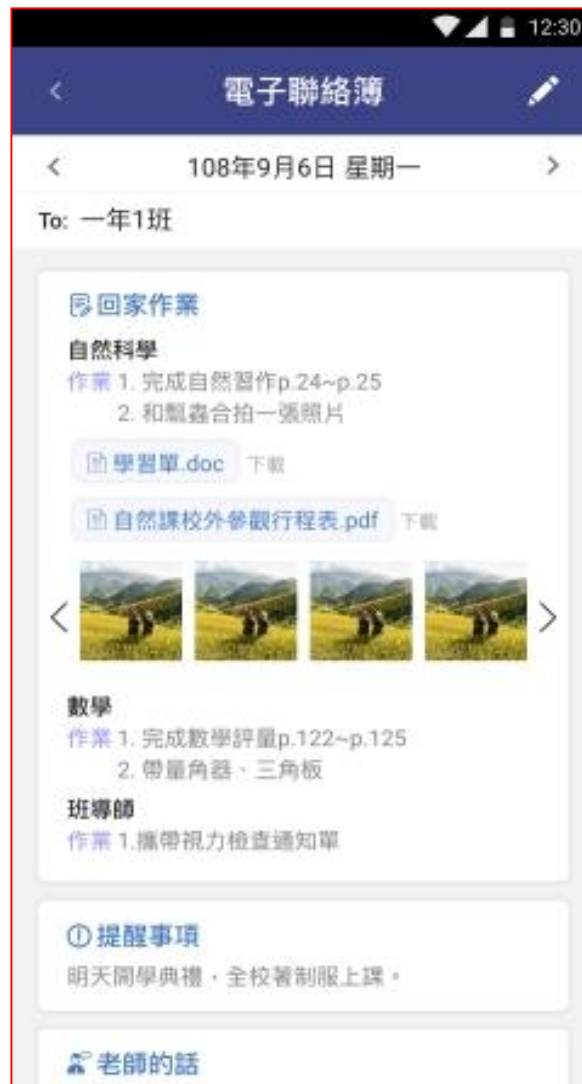 12:30
電子聯絡簿
108年9月6日 星期一
To: 一年1班
回家作業
自然科學
作業 1. 完成自然習作p.24~p.25
2. 和瓢蟲合拍一張照片
學習單.doc 下載
自然課校外參觀行程表.pdf 下載
數學
作業 1. 完成數學評量p.122~p.125
2. 帶量角器、三角板
班導師
作業 1.攜帶視力檢查通知單
提醒事項
明天開學典禮，全校著制服上課。
老師的話